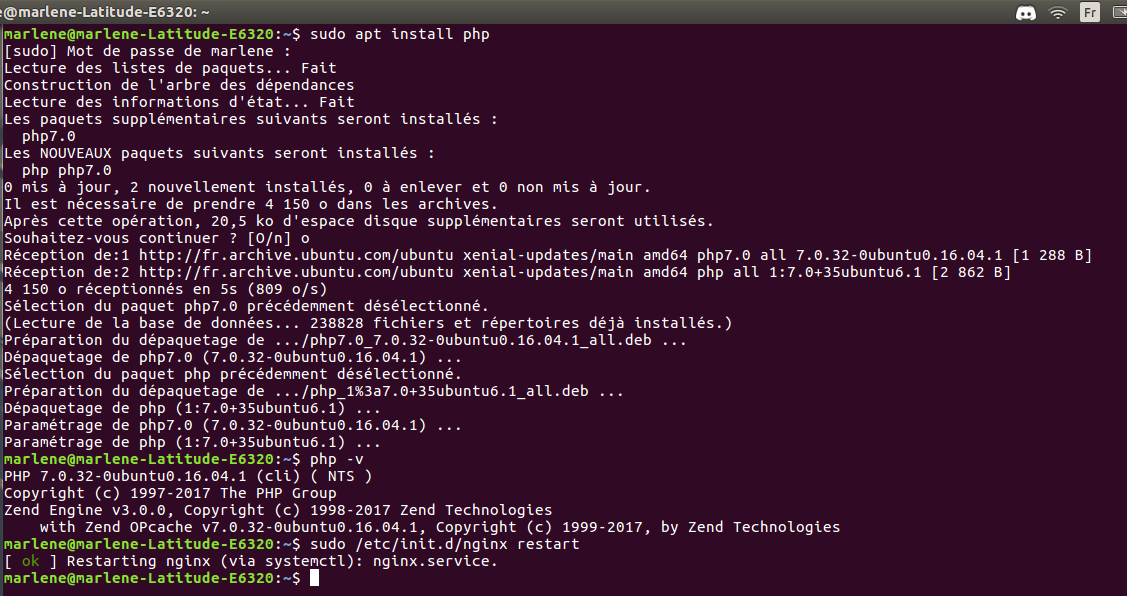 e@marlene-Latitude-E6320: ~
Fr
marlene@marlene-Latitude-E6320:~$ sudo apt install php
[sudo] Mot de passe de marlene :
Lecture des listes de paquets... Fait
Construction de l'arbre des dépendances
Lecture des informations d'état... Fait
Les paquets supplémentaires suivants seront installés :
  php7.0
Les NOUVEAUX paquets suivants seront installés :
  php php7.0
0 mis à jour, 2 nouvellement installés, 0 à enlever et 0 non mis à jour.
Il est nécessaire de prendre 4 150 o dans les archives.
Après cette opération, 20,5 ko d'espace disque supplémentaires seront utilisés.
Souhaitez-vous continuer ? [O/n] o
Réception de:1 http://fr.archive.ubuntu.com/ubuntu xenial-updates/main amd64 php7.0 all 7.0.32-0ubuntu0.16.04.1 [1 288 B]
Réception de:2 http://fr.archive.ubuntu.com/ubuntu xenial-updates/main amd64 php all 1:7.0+35ubuntu6.1 [2 862 B]
4 150 o réceptionnés en 5s (809 o/s)
Sélection du paquet php7.0 précédemment désélectionné.
(Lecture de la base de données... 238828 fichiers et répertoires déjà installés.)
Préparation du dépaquetage de .../php7.0_7.0.32-0ubuntu0.16.04.1_all.deb ...
Dépaquetage de php7.0 (7.0.32-0ubuntu0.16.04.1) ...
Sélection du paquet php précédemment désélectionné.
Préparation du dépaquetage de .../php_1%3a7.0+35ubuntu6.1_all.deb ...
Dépaquetage de php (1:7.0+35ubuntu6.1) ...
Paramétrage de php7.0 (7.0.32-0ubuntu0.16.04.1) ...
Paramétrage de php (1:7.0+35ubuntu6.1) ...
marlene@marlene-Latitude-E6320:~$ php -v
PHP 7.0.32-0ubuntu0.16.04.1 (cli) ( NTS )
Copyright (c) 1997-2017 The PHP Group
Zend Engine v3.0.0, Copyright (c) 1998-2017 Zend Technologies
    with Zend OPcache v7.0.32-0ubuntu0.16.04.1, Copyright (c) 1999-2017, by Zend Technologies
marlene@marlene-Latitude-E6320:~$ sudo /etc/init.d/nginx restart
[ ok ] Restarting nginx (via systemctl): nginx.service.
marlene@marlene-Latitude-E6320:~$